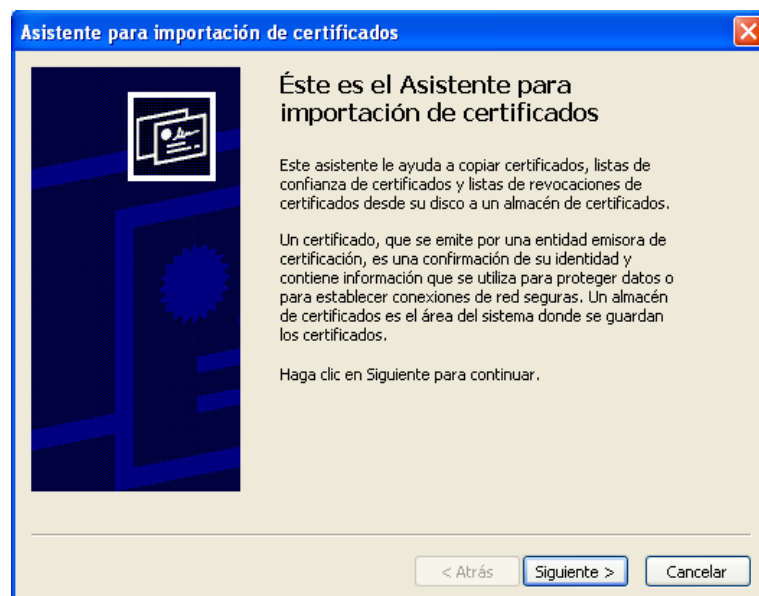 Asistente para importación de certificados
Éste es el Asistente para
importación de certificados
Este asistente le ayuda a copiar certificados, listas de
confianza de certificados y listas de revocaciones de
certificados desde su disco a un almacén de certificados.
Un certificado, que se emite por una entidad emisora de
certificación, es una confirmación de su identidad y
contiene información que se utiliza para proteger datos o
para establecer conexiones de red seguras. Un almacén
de certificados es el área del sistema donde se guardan
los certificados.
Haga clic en Siguiente para continuar.
< Atrás Siguiente > Cancelar